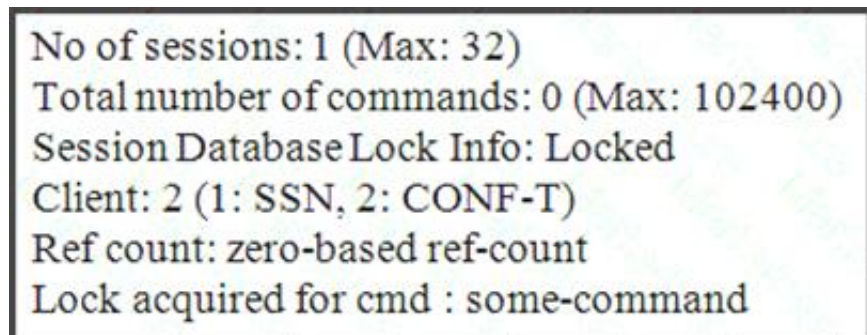 No of sessions: 1 (Max: 32)
Total number of commands: 0 (Max: 102400)
Session Database Lock Info: Locked
Client: 2 (1: SSN, 2: CONF-T)
Ref count: zero-based ref-count
Lock acquired for cmd : some-command